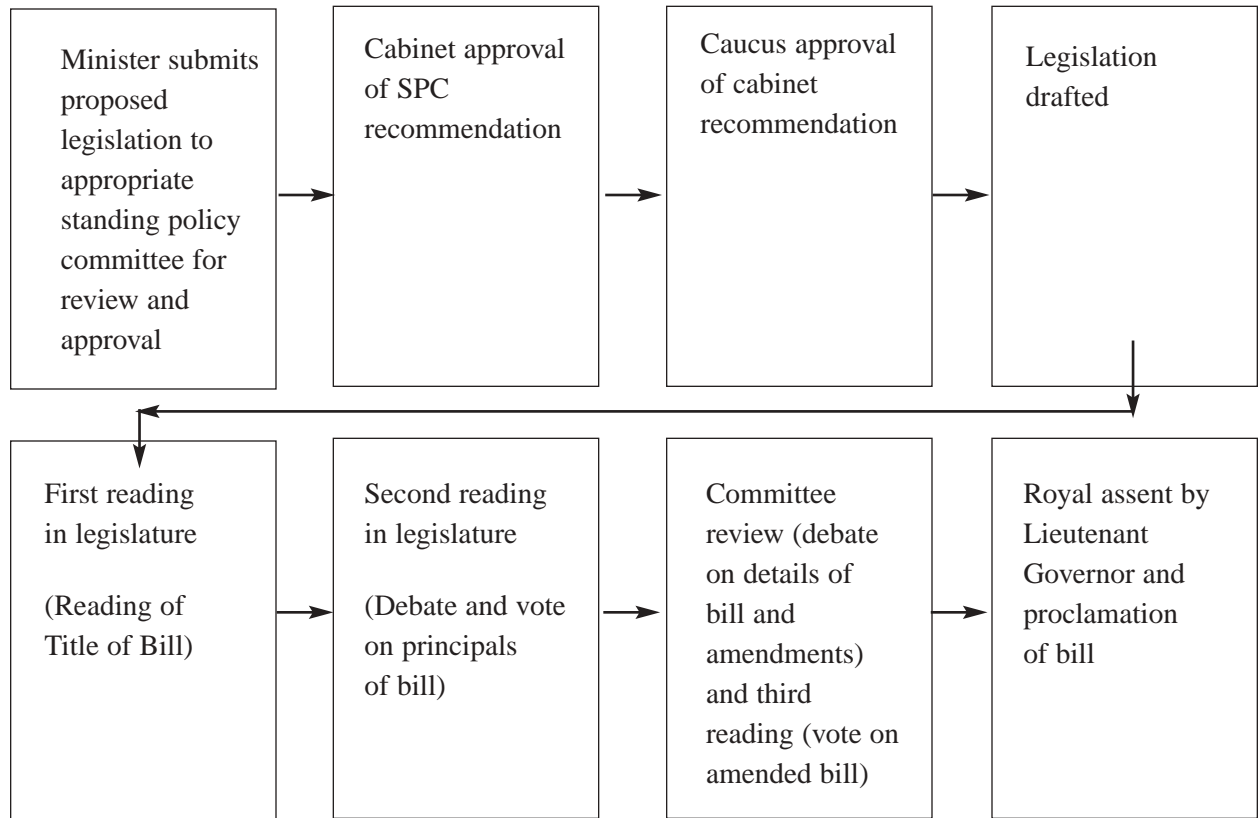 Minister submits
proposed
legislation to
appropriate
standing policy
committee for
review and
approval
Cabinet approval
of SPC
recommendation
Caucus approval
of cabinet
recommendation
Legislation
drafted
First reading
in legislature
(Reading of
Title of Bill)
Second reading
in legislature
(Debate and vote
on principals
of bill)
Committee
review (debate
on details of
bill and
amendments)
and third
reading (vote on
amended bill)
Royal assent by
Lieutenant
Governor and
proclamation
of bill